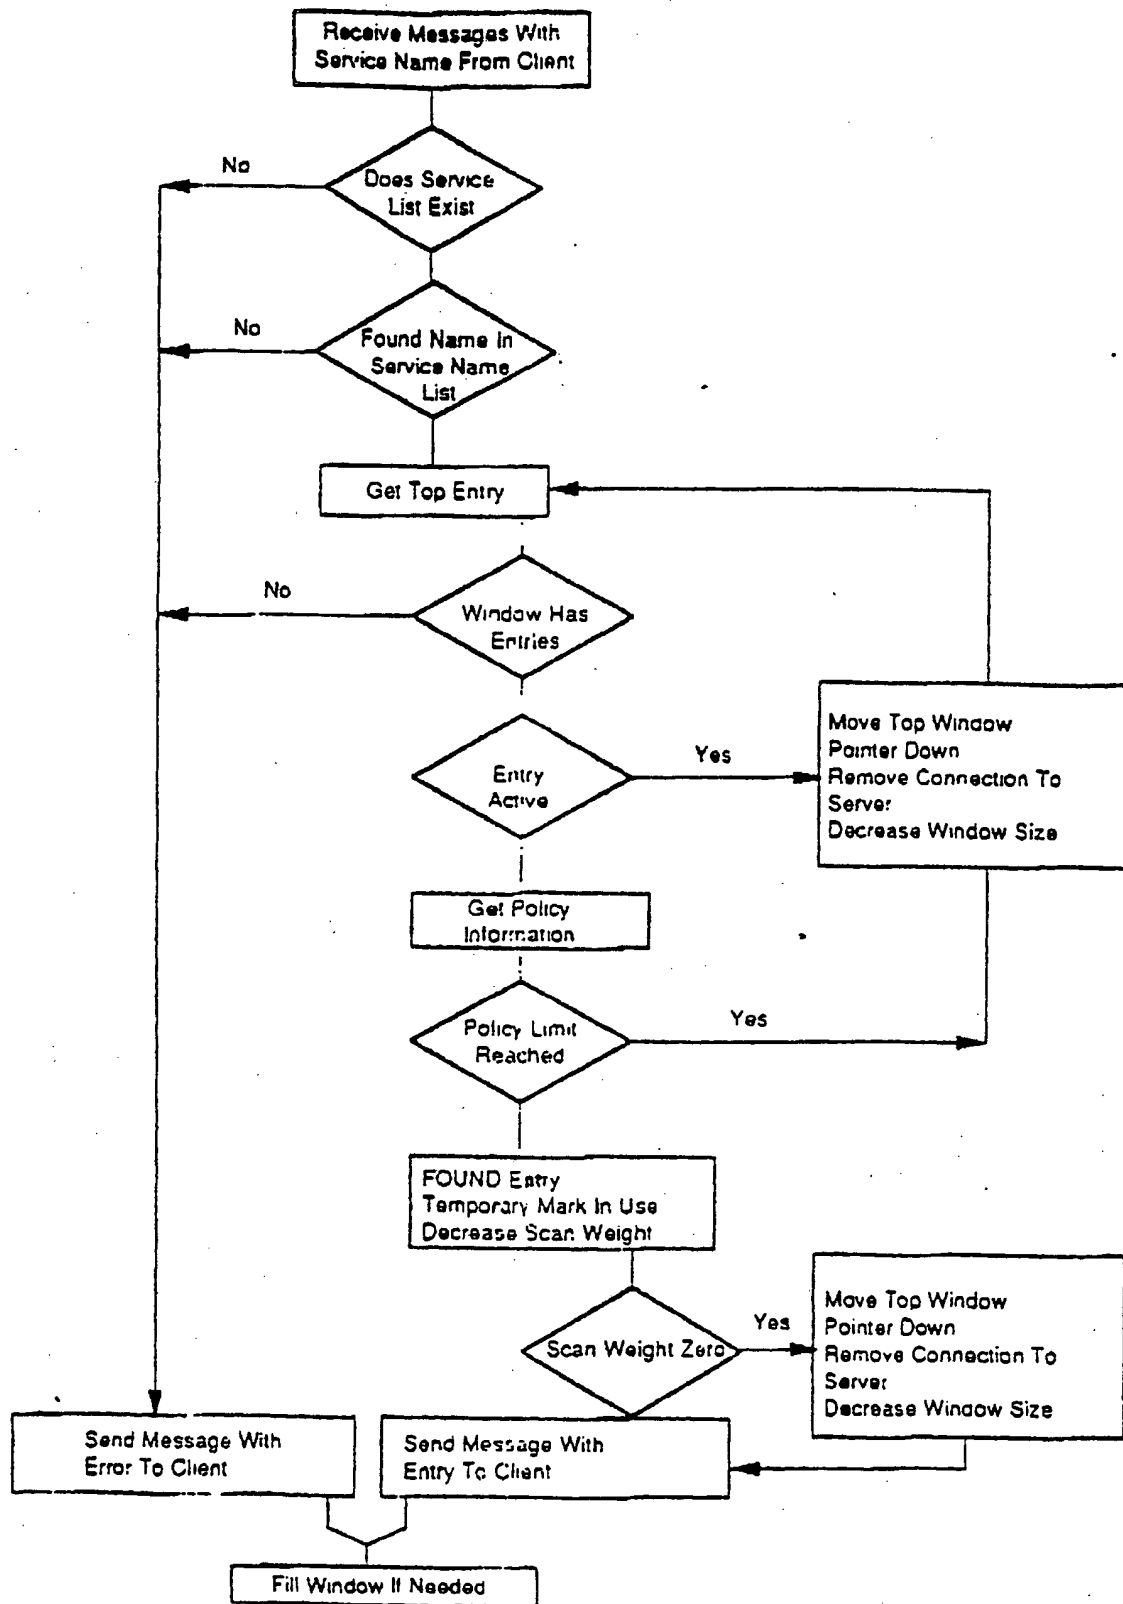 Receive Messages With
Service Name From Client
No
Does Service
List Exist
No
Found Name In
Service Name
List
Get Top Entry
No
Window Has
Entries
Move Top Window
Pointer Down
Remove Connection To
Server
Decrease Window Size
Yes
Entry
Active
Get Policy
Information
Policy Limit
Reached
Yes
FOUND Entry
Temporary Mark In Use
Decrease Scan Weight
Scan Weight Zero
Yes
Move Top Window
Pointer Down
Remove Connection To
Server
Decrease Window Size
Send Message With
Error To Client
Send Message With
Entry To Client
Fill Window If Needed